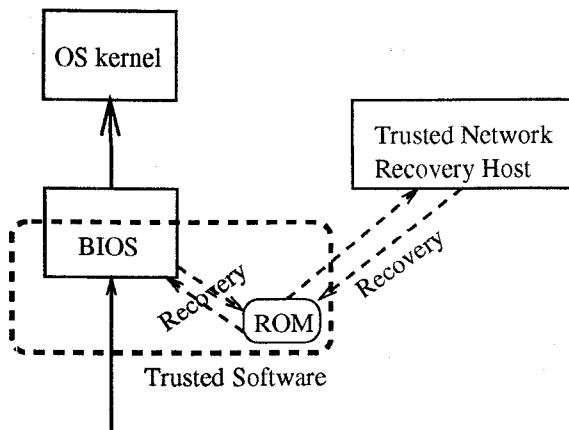 OS kernel
Trusted Network
Recovery Host
BIOS
Recovery
Recovery
ROM
Trusted Software